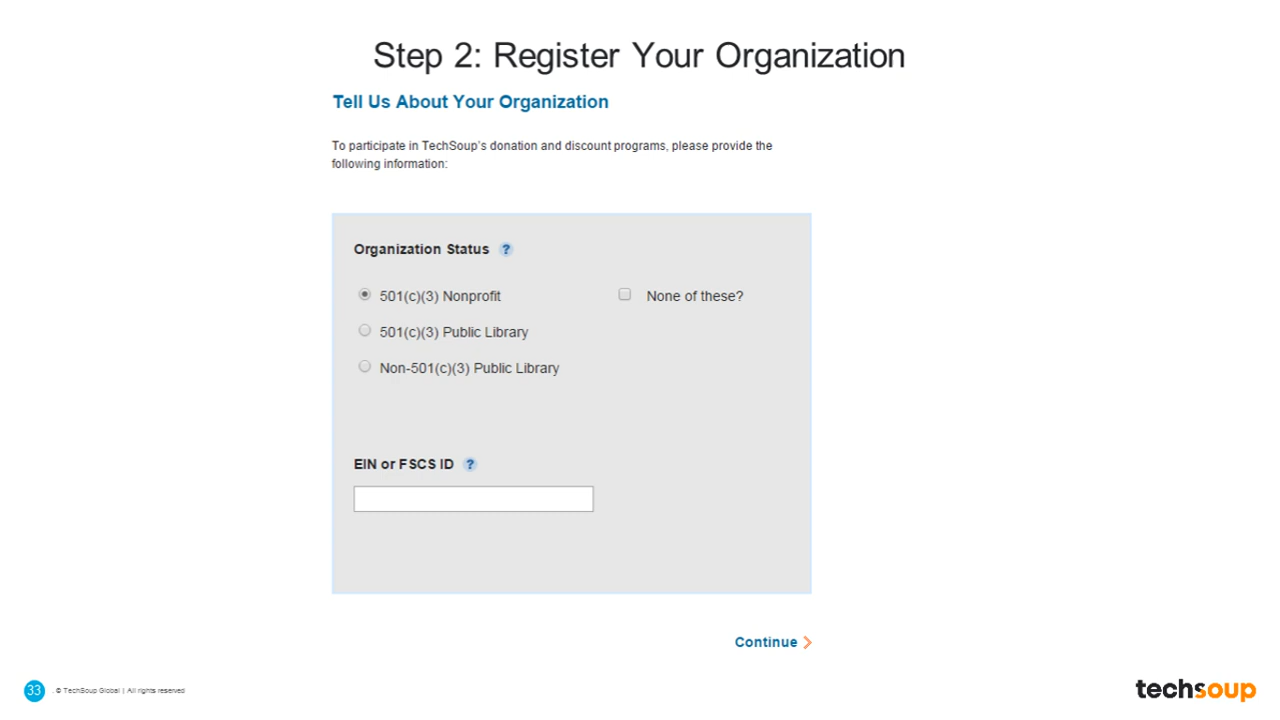 Step 2: Register Your Organization
Tell Us About Your Organization
To participate in TechSoup's donation and discount programs, please provide the
following information:
Organization Status ?
501(c)(3) Nonprofit
None of these?
501(c)(3) Public Library
Non-501(c)(3) Public Library
EIN or FSCS ID ?
Continue
33 . © TechSoup Global | All rights reserved
techsoup